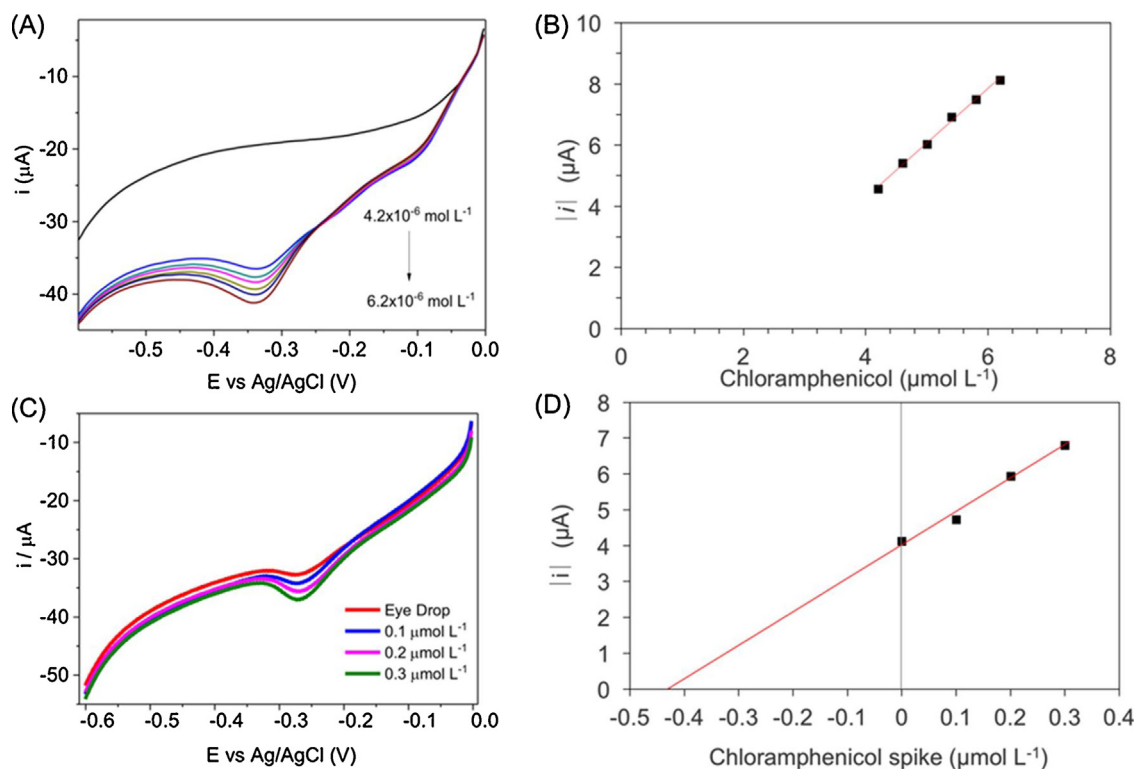 (A)
-10
-20
-30
-40
i (µA)
4.2x10⁻⁶ mol L⁻¹
6.2x10⁻⁶ mol L⁻¹
-0.5 -0.4 -0.3 -0.2 -0.1 0.0
E vs Ag/AgCl (V)
(B)
10
8
6
4
2
0
|i| (µA)
0 2 4 6 8
Chloramphenicol (µmol L⁻¹)
(C)
-10
-20
-30
-40
-50
i / µA
Eye Drop
0.1 µmol L⁻¹
0.2 µmol L⁻¹
0.3 µmol L⁻¹
-0.6 -0.5 -0.4 -0.3 -0.2 -0.1 0.0
E vs Ag/AgCl (V)
(D)
8
7
6
5
4
3
2
1
0
|i| (µA)
-0.5 -0.4 -0.3 -0.2 -0.1 0 0.1 0.2 0.3 0.4
Chloramphenicol spike (µmol L⁻¹)